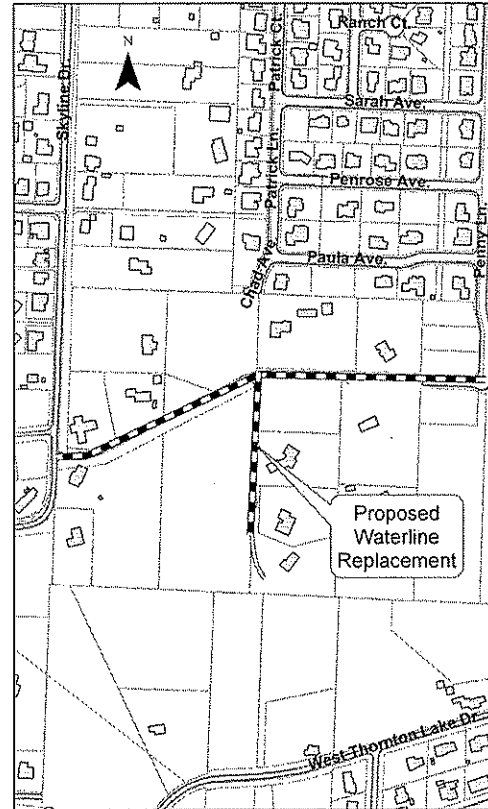 Ranch Ct.
N
Skyline Dr.
Patrick Ct.
Sarah Ave.
Penrose Ave.
Patrick Ln.
Penny Ln.
Paula Ave.
Chad Ave.
Proposed
Waterline
Replacement
West Thornton Lake Dr.